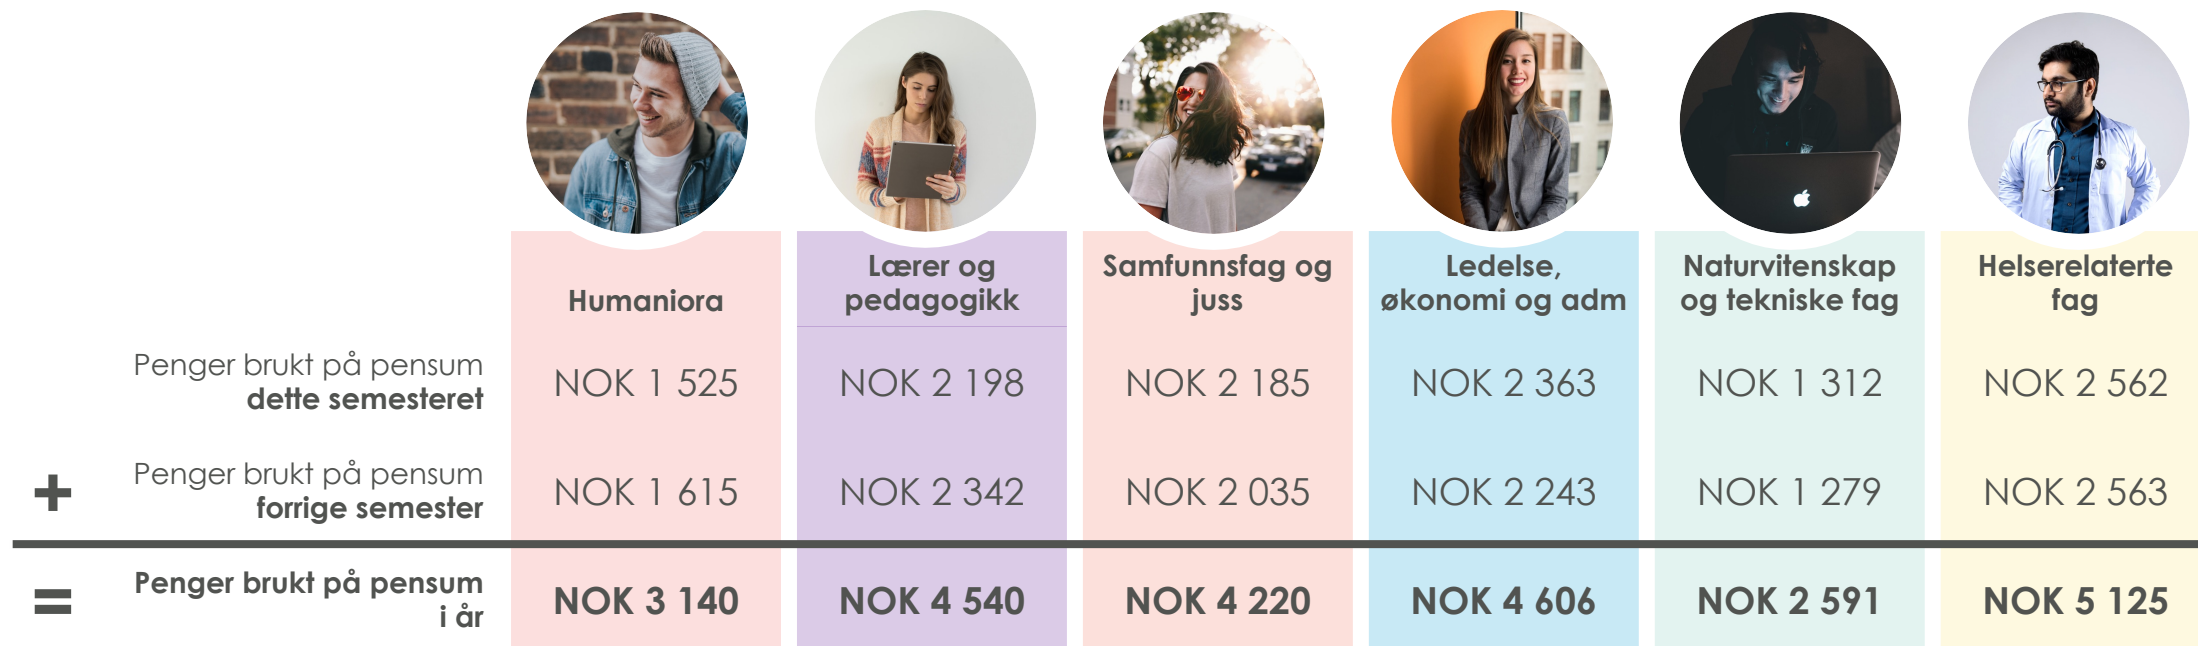 Humaniora
Lærer og
pedagogikk
Samfunnsfag og
juss
Ledelse,
økonomi og adm
Naturvitenskap
og tekniske fag
Helserelaterte
fag
Penger brukt på pensum
dette semesteret
NOK 1 525
NOK 2 198
NOK 2 185
NOK 2 363
NOK 1 312
NOK 2 562
+
Penger brukt på pensum
forrige semester
NOK 1 615
NOK 2 342
NOK 2 035
NOK 2 243
NOK 1 279
NOK 2 563
=
Penger brukt på pensum
i år
NOK 3 140
NOK 4 540
NOK 4 220
NOK 4 606
NOK 2 591
NOK 5 125